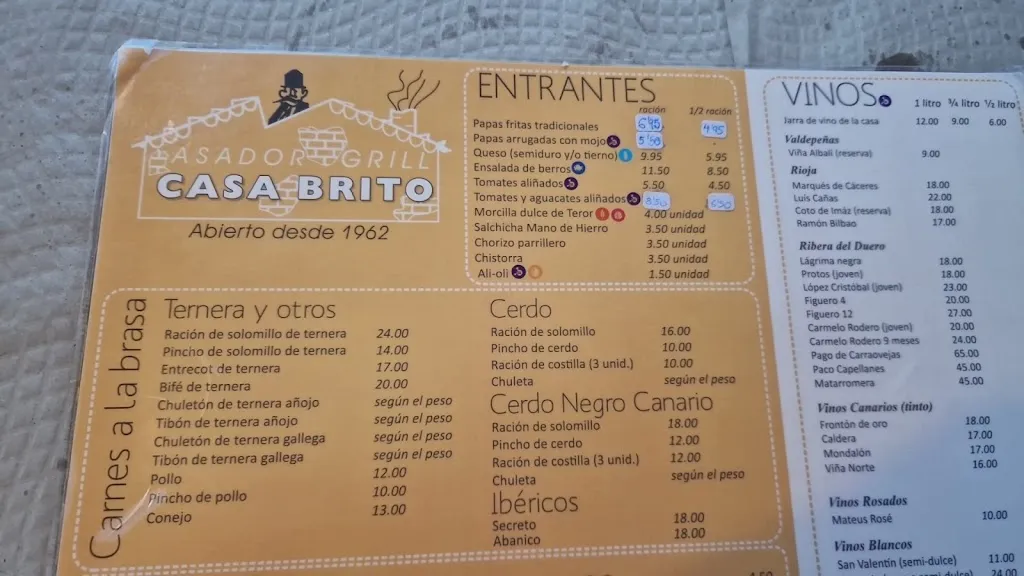 ASADOR GRILL
CASA BRITO
Abierto desde 1962
ENTRANTES
ración 1/2 ración
Papas fritas tradicionales 6'95 4'95
Papas arrugadas con mojo 5'50
Queso (semiduro y/o tierno) 9.95 5.95
Ensalada de berros 11.50 8.50
Tomates aliñados 5.50 4.50
Tomates y aguacates aliñados 8'50 6'50
Morcilla dulce de Teror 4.00 unidad
Salchicha Mano de Hierro 3.50 unidad
Chorizo parrillero 3.50 unidad
Chistorra 3.50 unidad
Ali-oli 1.50 unidad
Carnes a la brasa
Ternera y otros
Ración de solomillo de ternera 24.00
Pincho de solomillo de ternera 14.00
Entrecot de ternera 17.00
Bifé de ternera 20.00
Chuletón de ternera añojo según el peso
Tibón de ternera añojo según el peso
Chuletón de ternera gallega según el peso
Tibón de ternera gallega según el peso
Pollo 12.00
Pincho de pollo 10.00
Conejo 13.00
Cerdo
Ración de solomillo 16.00
Pincho de cerdo 10.00
Ración de costilla (3 unid.) 10.00
Chuleta según el peso
Cerdo Negro Canario
Ración de solomillo 18.00
Pincho de cerdo 12.00
Ración de costilla (3 unid.) 12.00
Chuleta según el peso
Ibéricos
Secreto 18.00
Abanico 18.00
VINOS 1 litro ¾ litro ½ litro
Jarra de vino de la casa 12.00 9.00 6.00
Valdepeñas
Viña Albali (reserva) 9.00
Rioja
Marqués de Cáceres 18.00
Luis Cañas 22.00
Coto de Imáz (reserva) 18.00
Ramón Bilbao 17.00
Ribera del Duero
Lágrima negra 18.00
Protos (joven) 18.00
López Cristóbal (joven) 23.00
Figuero 4 20.00
Figuero 12 27.00
Carmelo Rodero (joven) 20.00
Carmelo Rodero 9 meses 24.00
Pago de Carraovejas 65.00
Paco Capellanes 45.00
Matarromera 45.00
Vinos Canarios (tinto)
Frontón de oro 18.00
Caldera 17.00
Mondalón 17.00
Viña Norte 16.00
Vinos Rosados
Mateus Rosé 10.00
Vinos Blancos
San Valentín (semi-dulce) 11.00
(semi-dulce) 24.00